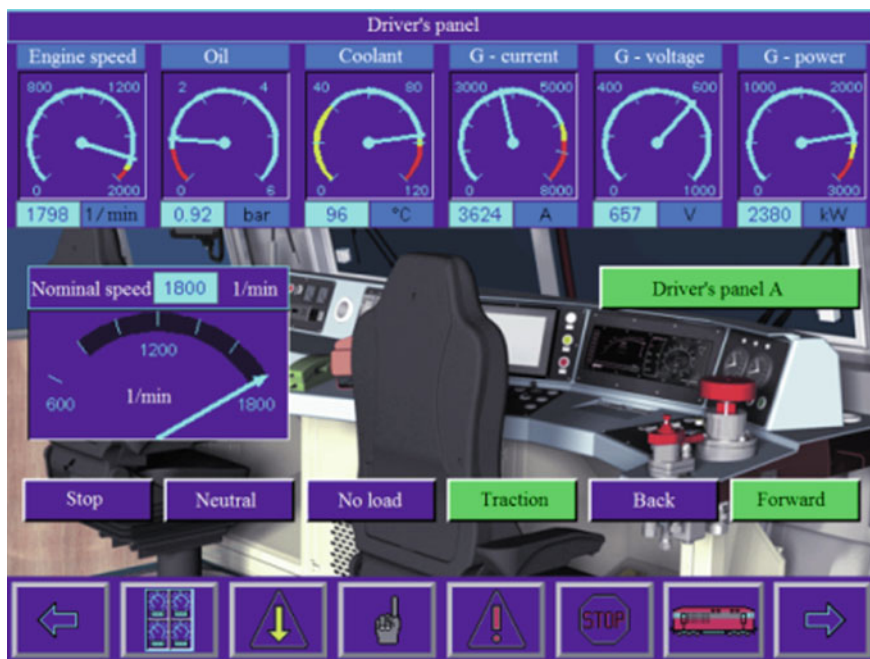 Driver's panel
Engine speed
Oil
Coolant
G - current
G - voltage
G - power
800 1200
0 2000
2 4
0 6
40 80
0 120
3000 5000
0 8000
400 600
0 1000
1000 2000
0 3000
1798 1/min
0.92 bar
96 °C
3624 A
657 V
2380 kW
Nominal speed 1800 1/min
Driver's panel A
1200
600 1/min 1800
Stop
Neutral
No load
Traction
Back
Forward
STOP